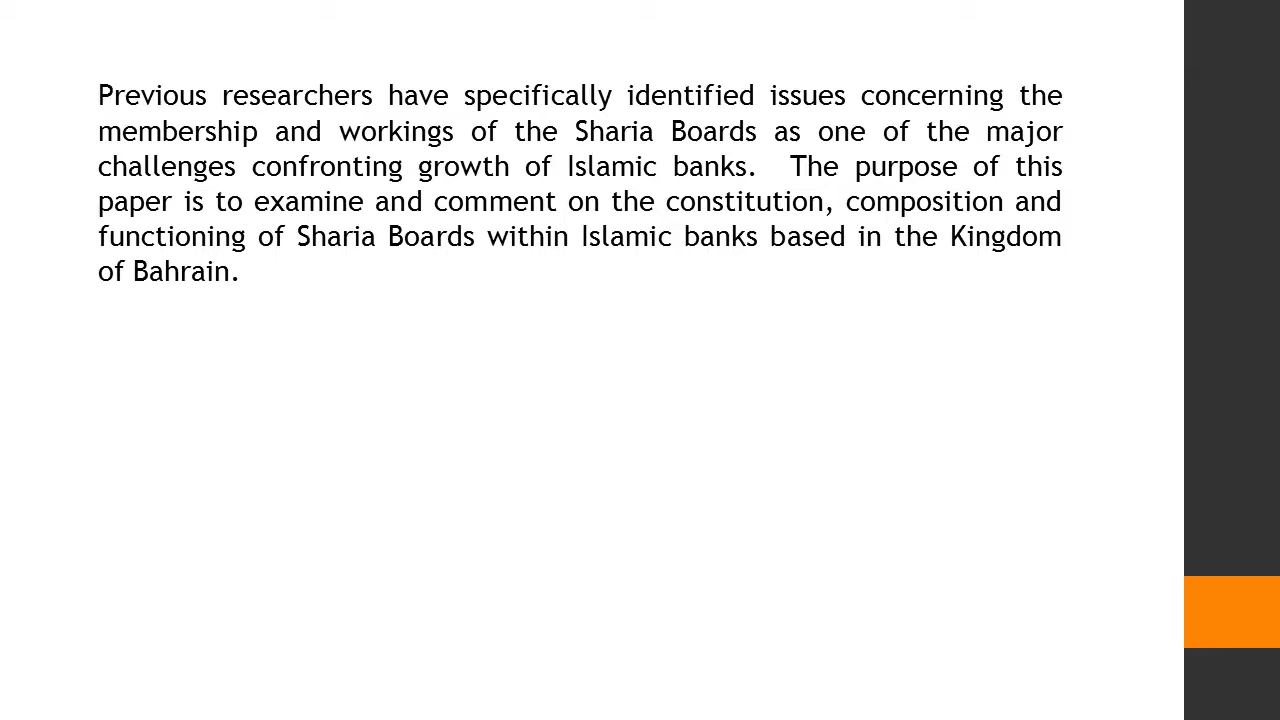 Previous researchers have specifically identified issues concerning the
membership and workings of the Sharia Boards as one of the major
challenges confronting growth of Islamic banks.  The purpose of this
paper is to examine and comment on the constitution, composition and
functioning of Sharia Boards within Islamic banks based in the Kingdom
of Bahrain.